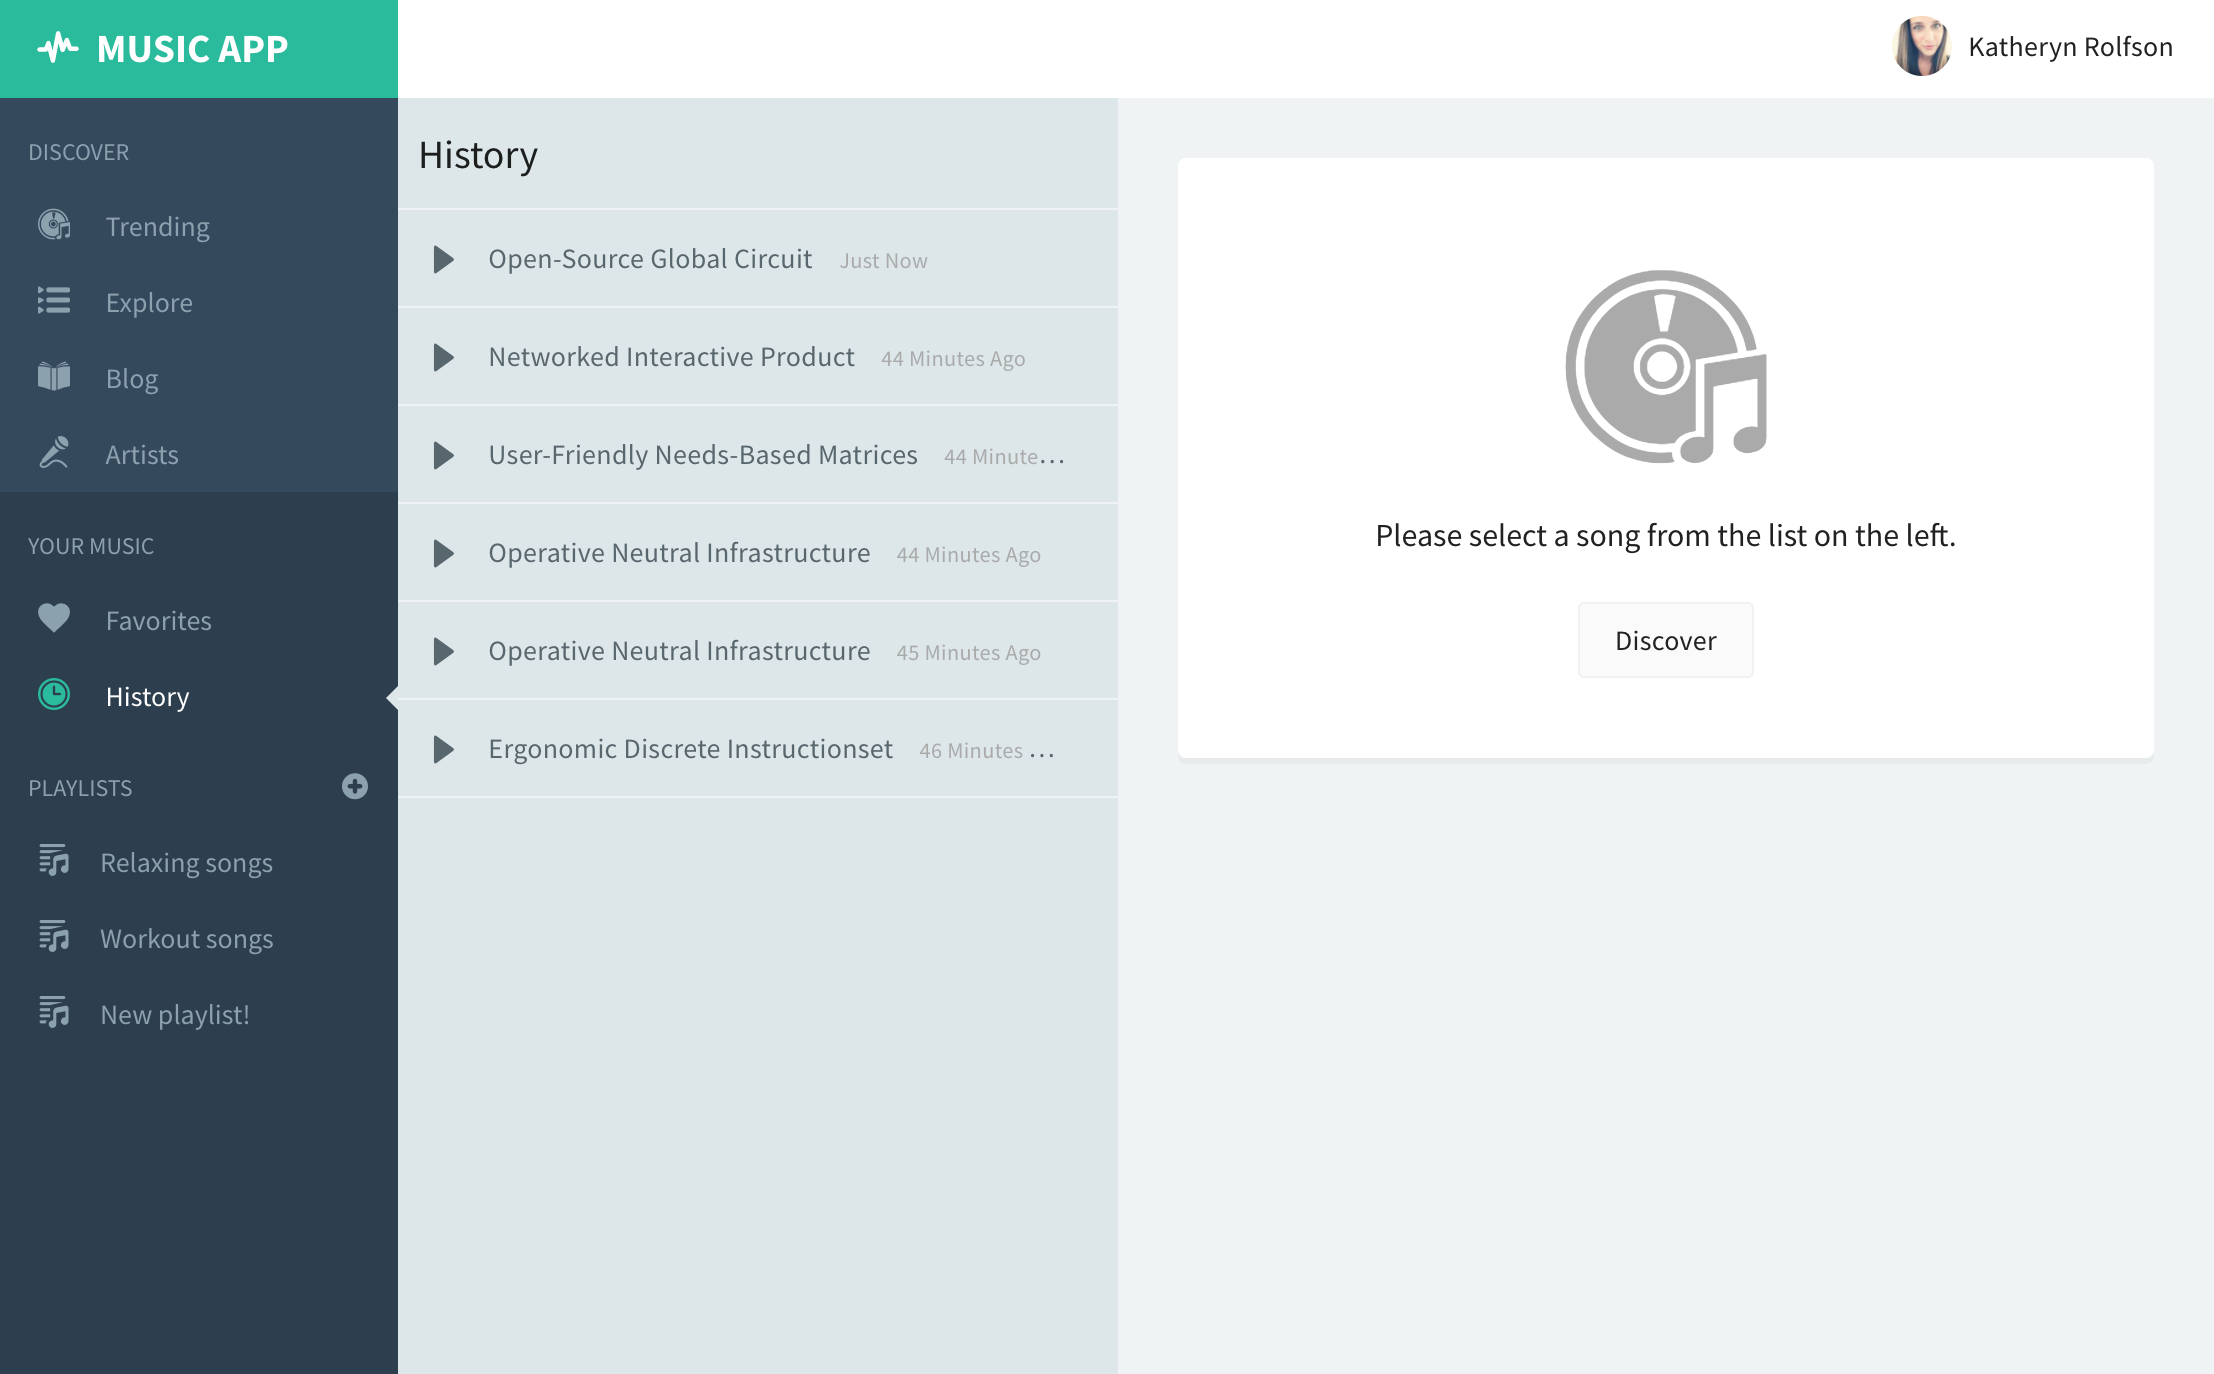 MUSIC APP
Katheryn Rolfson
DISCOVER
Trending
Explore
Blog
Artists
YOUR MUSIC
Favorites
History
PLAYLISTS
Relaxing songs
Workout songs
New playlist!
History
Open-Source Global Circuit Just Now
Networked Interactive Product 44 Minutes Ago
User-Friendly Needs-Based Matrices 44 Minute...
Operative Neutral Infrastructure 44 Minutes Ago
Operative Neutral Infrastructure 45 Minutes Ago
Ergonomic Discrete Instructionset 46 Minutes ...
Please select a song from the list on the left.
Discover